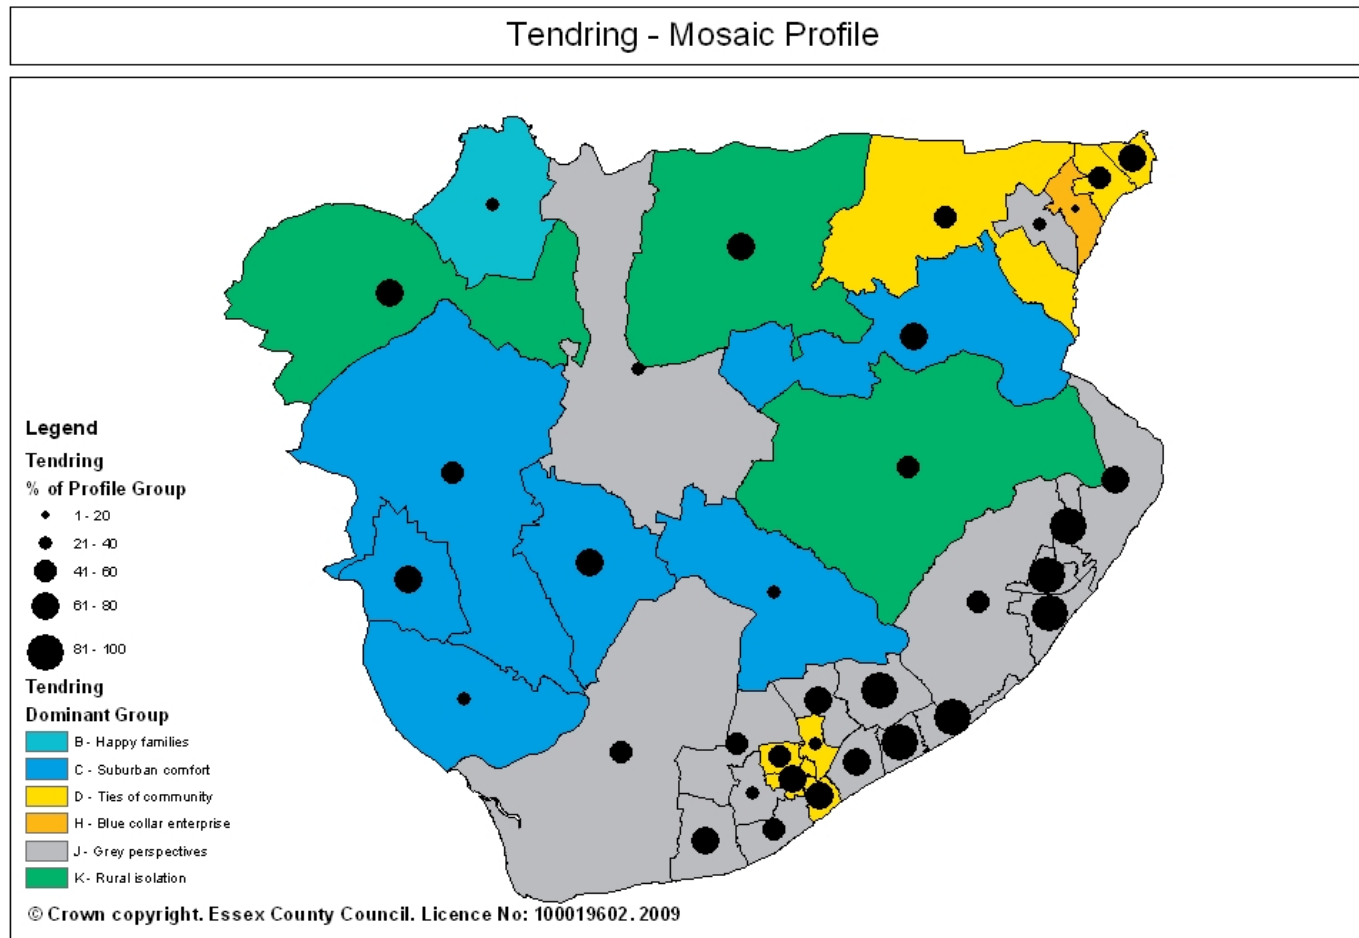 Tendring - Mosaic Profile
Legend
Tendring
% of Profile Group
1 - 20
21 - 40
41 - 60
61 - 80
81 - 100
Tendring
Dominant Group
B - Happy families
C - Suburban comfort
D - Ties of community
H - Blue collar enterprise
J - Grey perspectives
K - Rural isolation
© Crown copyright. Essex County Council. Licence No: 100019602. 2009